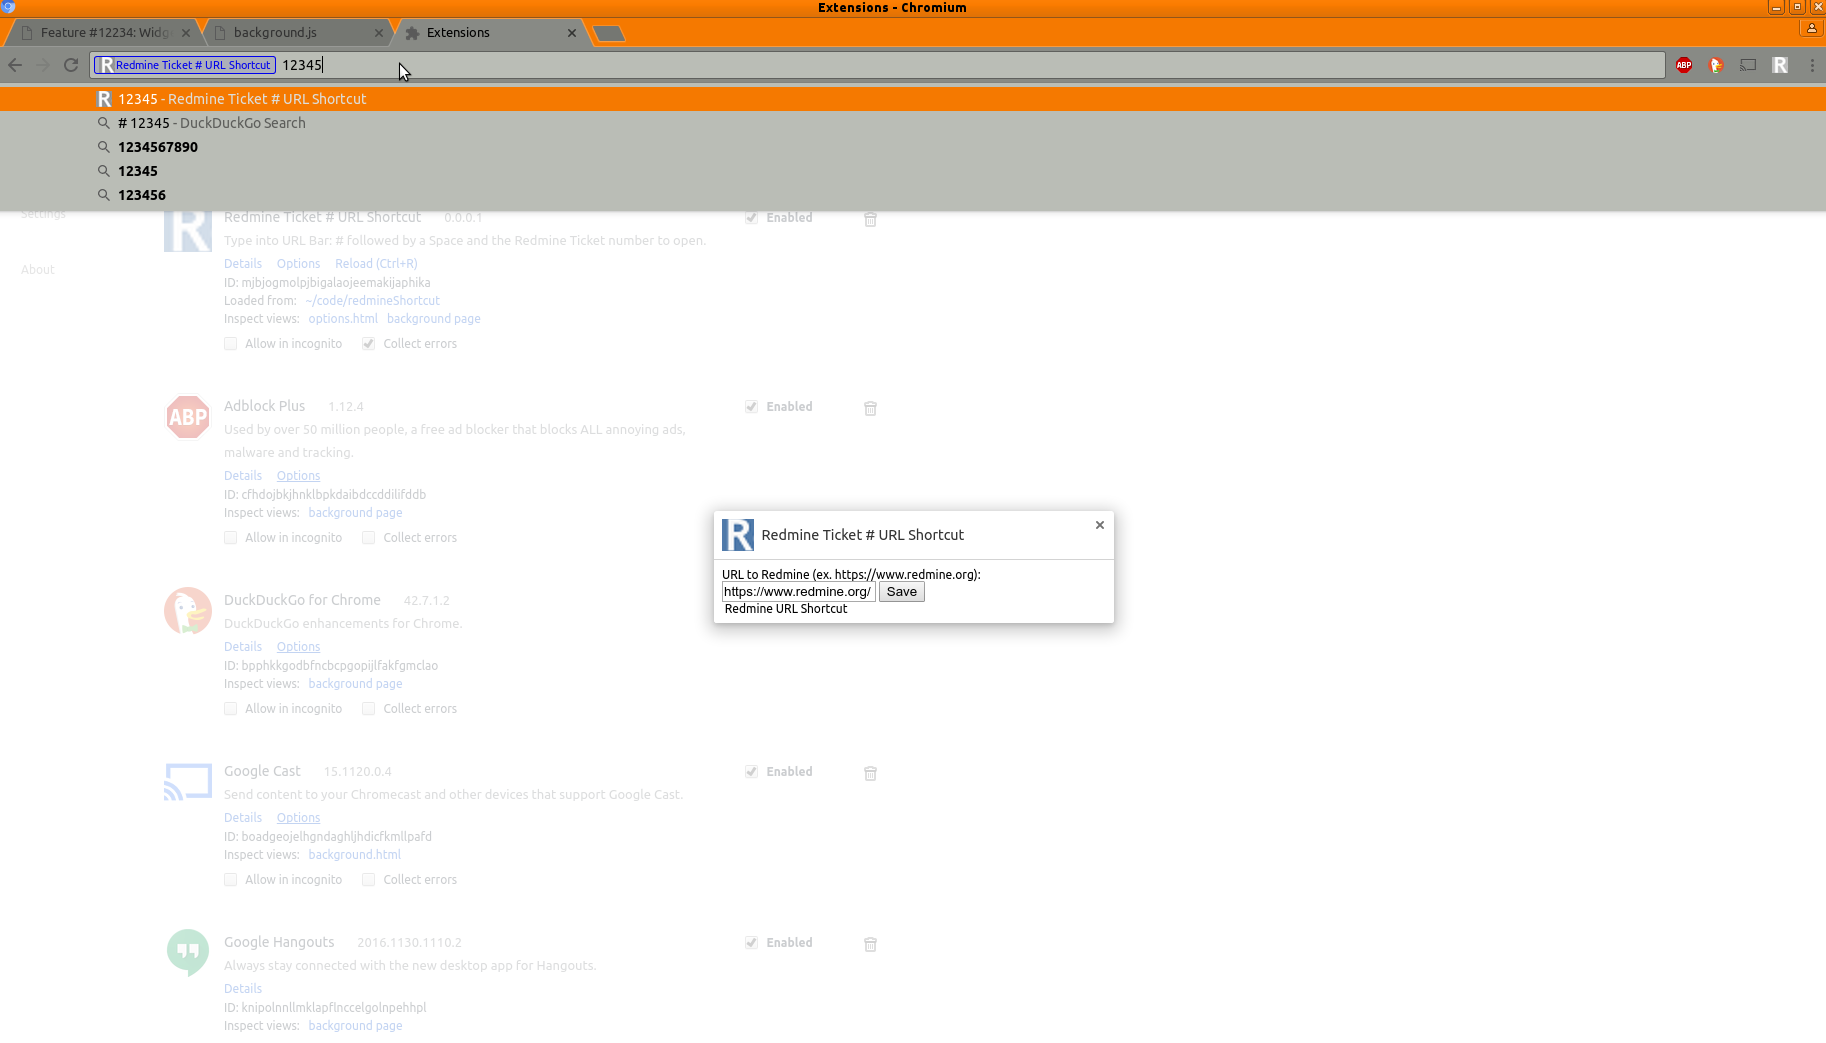 Extensions - Chromium
Feature #12234: Widg
background.js
Extensions
Redmine Ticket # URL Shortcut 12345
ABP
R
R 12345 - Redmine Ticket # URL Shortcut
# 12345 - DuckDuckGo Search
1234567890
12345
123456
Settings
About
R
Redmine Ticket # URL Shortcut 0.0.0.1 Enabled
Type into URL Bar: # followed by a Space and the Redmine Ticket number to open.
Details Options Reload (Ctrl+R)
ID: mjbjogmolpjbigalaojeemakijaphika
Loaded from: ~/code/redmineShortcut
Inspect views: options.html background page
Allow in incognito Collect errors
ABP
Adblock Plus 1.12.4 Enabled
Used by over 50 million people, a free ad blocker that blocks ALL annoying ads,
malware and tracking.
Details Options
ID: cfhdojbkjhnklbpkdaibdccddilifddb
Inspect views: background page
Allow in incognito Collect errors
R Redmine Ticket # URL Shortcut
URL to Redmine (ex. https://www.redmine.org):
https://www.redmine.org/ Save
Redmine URL Shortcut
DuckDuckGo for Chrome 42.7.1.2
DuckDuckGo enhancements for Chrome.
Details Options
ID: bpphkkgodbfncbcpgopijlfakfgmclao
Inspect views: background page
Allow in incognito Collect errors
Google Cast 15.1120.0.4 Enabled
Send content to your Chromecast and other devices that support Google Cast.
Details Options
ID: boadgeojelhgndaghljhdicfkmllpafd
Inspect views: background.html
Allow in incognito Collect errors
Google Hangouts 2016.1130.1110.2 Enabled
Always stay connected with the new desktop app for Hangouts.
Details
ID: knipolnnllmklapflnccelgolnpehhpl
Inspect views: background page